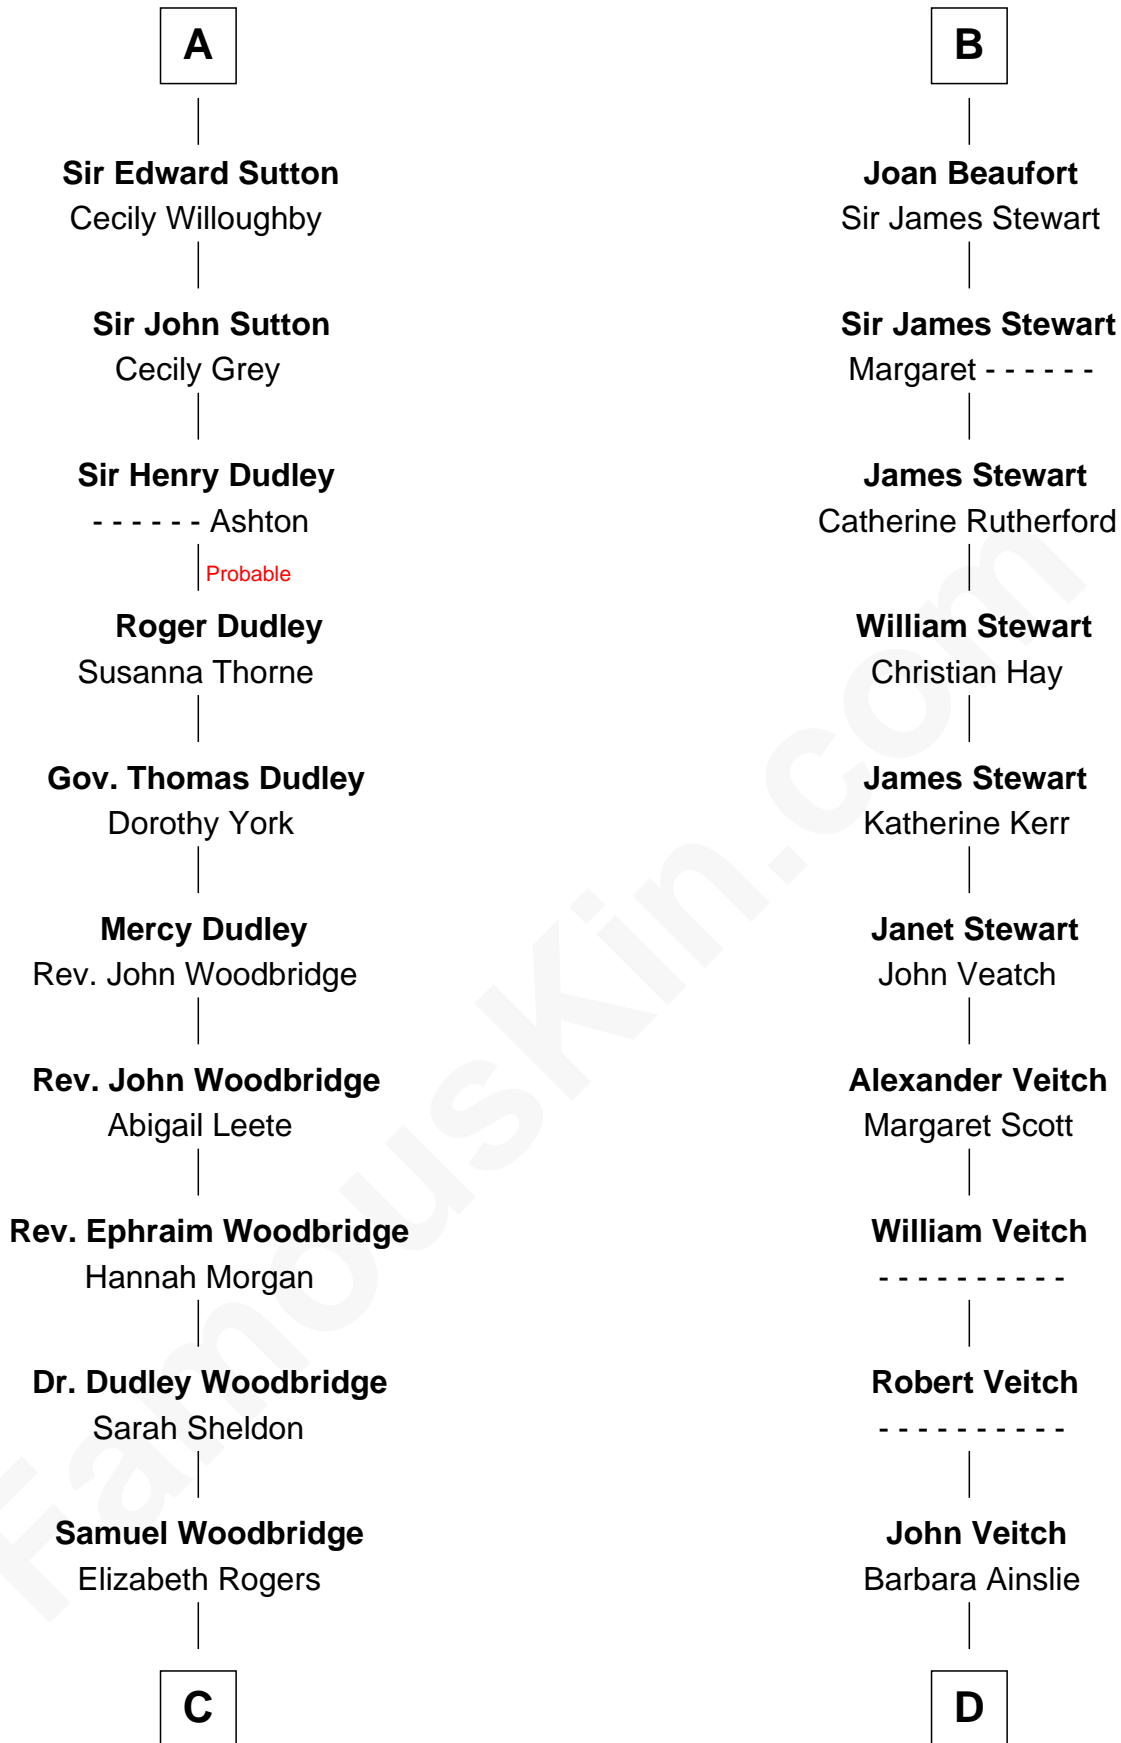 A
Sir Edward Sutton
Cecily Willoughby
Sir John Sutton
Cecily Grey
Sir Henry Dudley
- - - - - - Ashton
Probable
Roger Dudley
Susanna Thorne
Gov. Thomas Dudley
Dorothy York
Mercy Dudley
Rev. John Woodbridge
Rev. John Woodbridge
Abigail Leete
Rev. Ephraim Woodbridge
Hannah Morgan
Dr. Dudley Woodbridge
Sarah Sheldon
Samuel Woodbridge
Elizabeth Rogers
C
B
Joan Beaufort
Sir James Stewart
Sir James Stewart
Margaret - - - - - -
James Stewart
Catherine Rutherford
William Stewart
Christian Hay
James Stewart
Katherine Kerr
Janet Stewart
John Veatch
Alexander Veitch
Margaret Scott
William Veitch
- - - - - - - - - -
Robert Veitch
- - - - - - - - - -
John Veitch
Barbara Ainslie
D
FamousKin.com